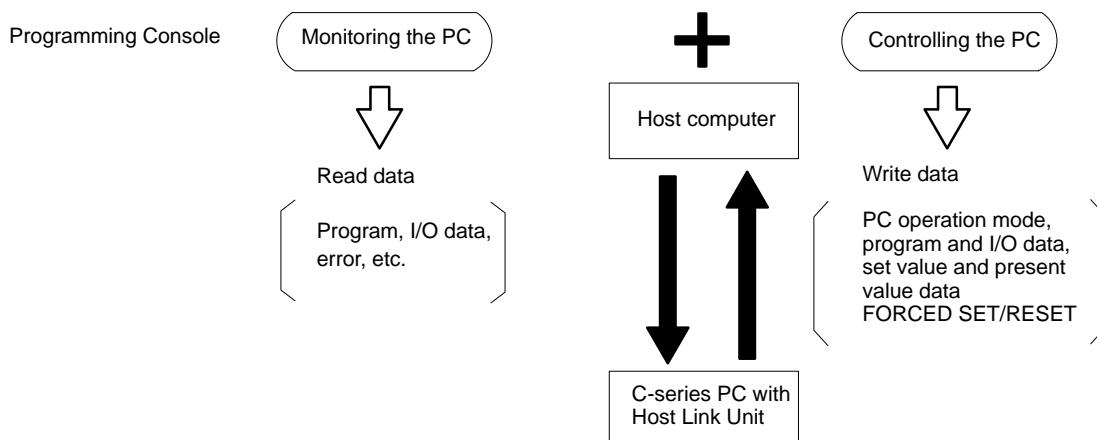 Programming Console
Monitoring the PC
Controlling the PC
Host computer
Read data
Write data
Program, I/O data,
error, etc.
PC operation mode,
program and I/O data,
set value and present
value data
FORCED SET/RESET
C-series PC with
Host Link Unit